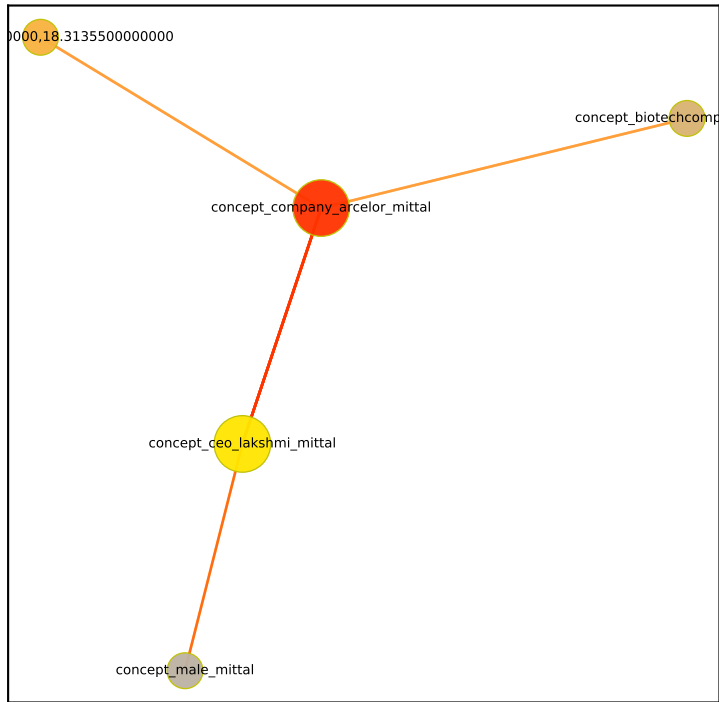 0000,18.3135500000000
concept_biotechcomp
concept_company_arcelor_mittal
concept_ceo_lakshmi_mittal
concept_male_mittal